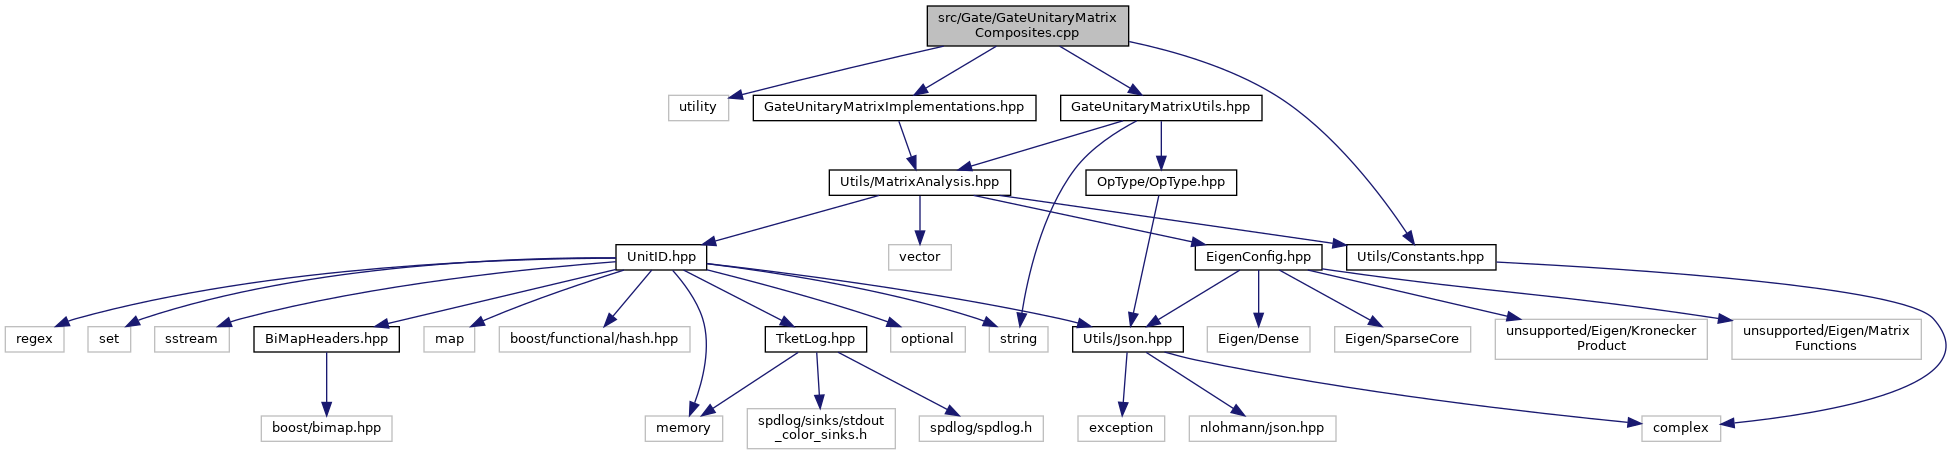 src/Gate/GateUnitaryMatrix
Composites.cpp
utility
GateUnitaryMatrixImplementations.hpp
GateUnitaryMatrixUtils.hpp
Utils/MatrixAnalysis.hpp
OpType/OpType.hpp
UnitID.hpp
vector
EigenConfig.hpp
Utils/Constants.hpp
regex
set
sstream
BiMapHeaders.hpp
map
boost/functional/hash.hpp
TketLog.hpp
optional
string
Utils/Json.hpp
Eigen/Dense
Eigen/SparseCore
unsupported/Eigen/Kronecker
Product
unsupported/Eigen/Matrix
Functions
boost/bimap.hpp
memory
spdlog/sinks/stdout
_color_sinks.h
spdlog/spdlog.h
exception
nlohmann/json.hpp
complex